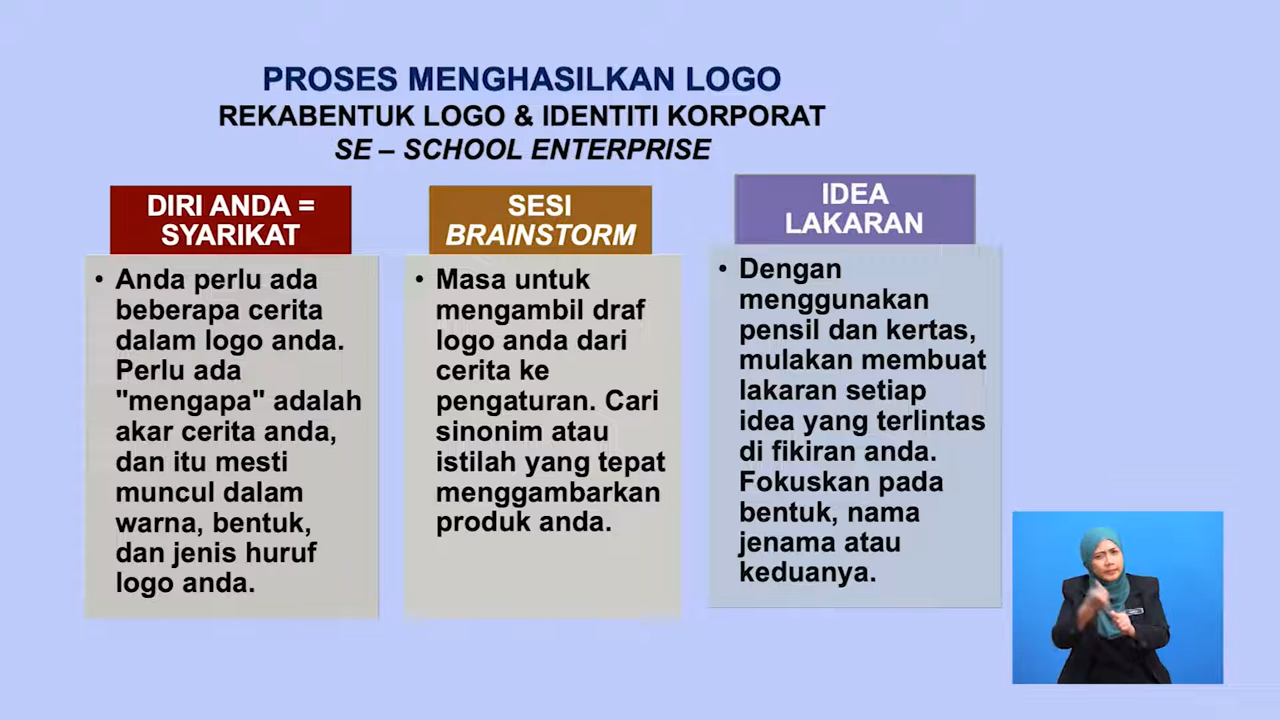 PROSES MENGHASILKAN LOGO
REKABENTUK LOGO & IDENTITI KORPORAT
SE – SCHOOL ENTERPRISE
DIRI ANDA =
SYARIKAT
• Anda perlu ada
beberapa cerita
dalam logo anda.
Perlu ada
"mengapa" adalah
akar cerita anda,
dan itu mesti
muncul dalam
warna, bentuk,
dan jenis huruf
logo anda.
SESI
BRAINSTORM
• Masa untuk
mengambil draf
logo anda dari
cerita ke
pengaturan. Cari
sinonim atau
istilah yang tepat
menggambarkan
produk anda.
IDEA
LAKARAN
• Dengan
menggunakan
pensil dan kertas,
mulakan membuat
lakaran setiap
idea yang terlintas
di fikiran anda.
Fokuskan pada
bentuk, nama
jenama atau
keduanya.